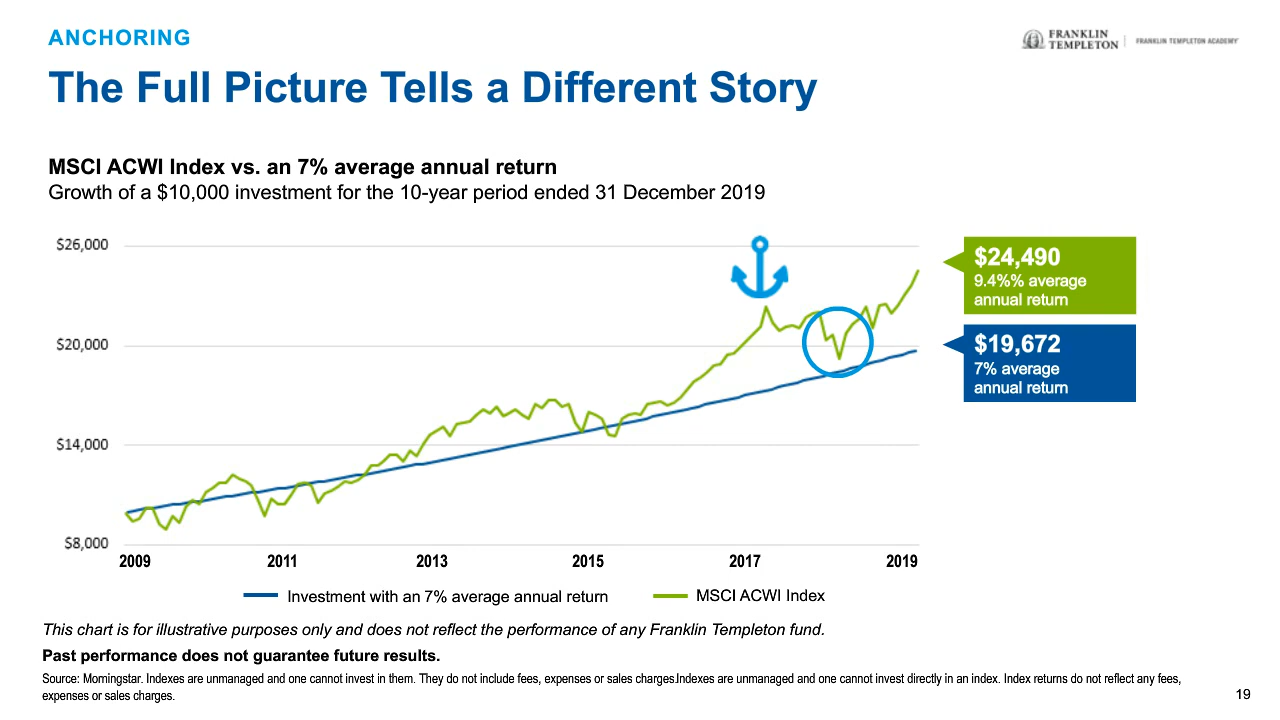 ANCHORING
FRANKLIN
TEMPLETON
FRANKLIN TEMPLETON ACADEMY
The Full Picture Tells a Different Story
MSCI ACWI Index vs. an 7% average annual return
Growth of a $10,000 investment for the 10-year period ended 31 December 2019
$26,000
$20,000
$14,000
$8,000
$24,490
9.4%% average
annual return
$19,672
7% average
annual return
2009 2011 2013 2015 2017 2019
Investment with an 7% average annual return
MSCI ACWI Index
This chart is for illustrative purposes only and does not reflect the performance of any Franklin Templeton fund.
Past performance does not guarantee future results.
Source: Morningstar. Indexes are unmanaged and one cannot invest in them. They do not include fees, expenses or sales charges.Indexes are unmanaged and one cannot invest directly in an index. Index returns do not reflect any fees,
expenses or sales charges.
19